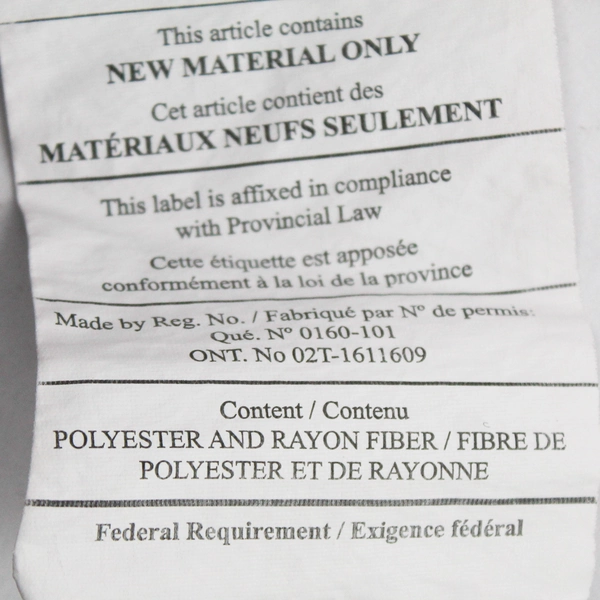 This article contains
NEW MATERIAL ONLY
Cet article contient des
MATÉRIAUX NEUFS SEULEMENT
This label is affixed in compliance
with Provincial Law
Cette étiquette est apposée
conformément à la loi de la province
Made by Reg. No. / Fabriqué par Nº de permis:
Qué. Nº 0160-101
ONT. No 02T-1611609
Content / Contenu
POLYESTER AND RAYON FIBER / FIBRE DE
POLYESTER ET DE RAYONNE
Federal Requirement / Exigence fédéral